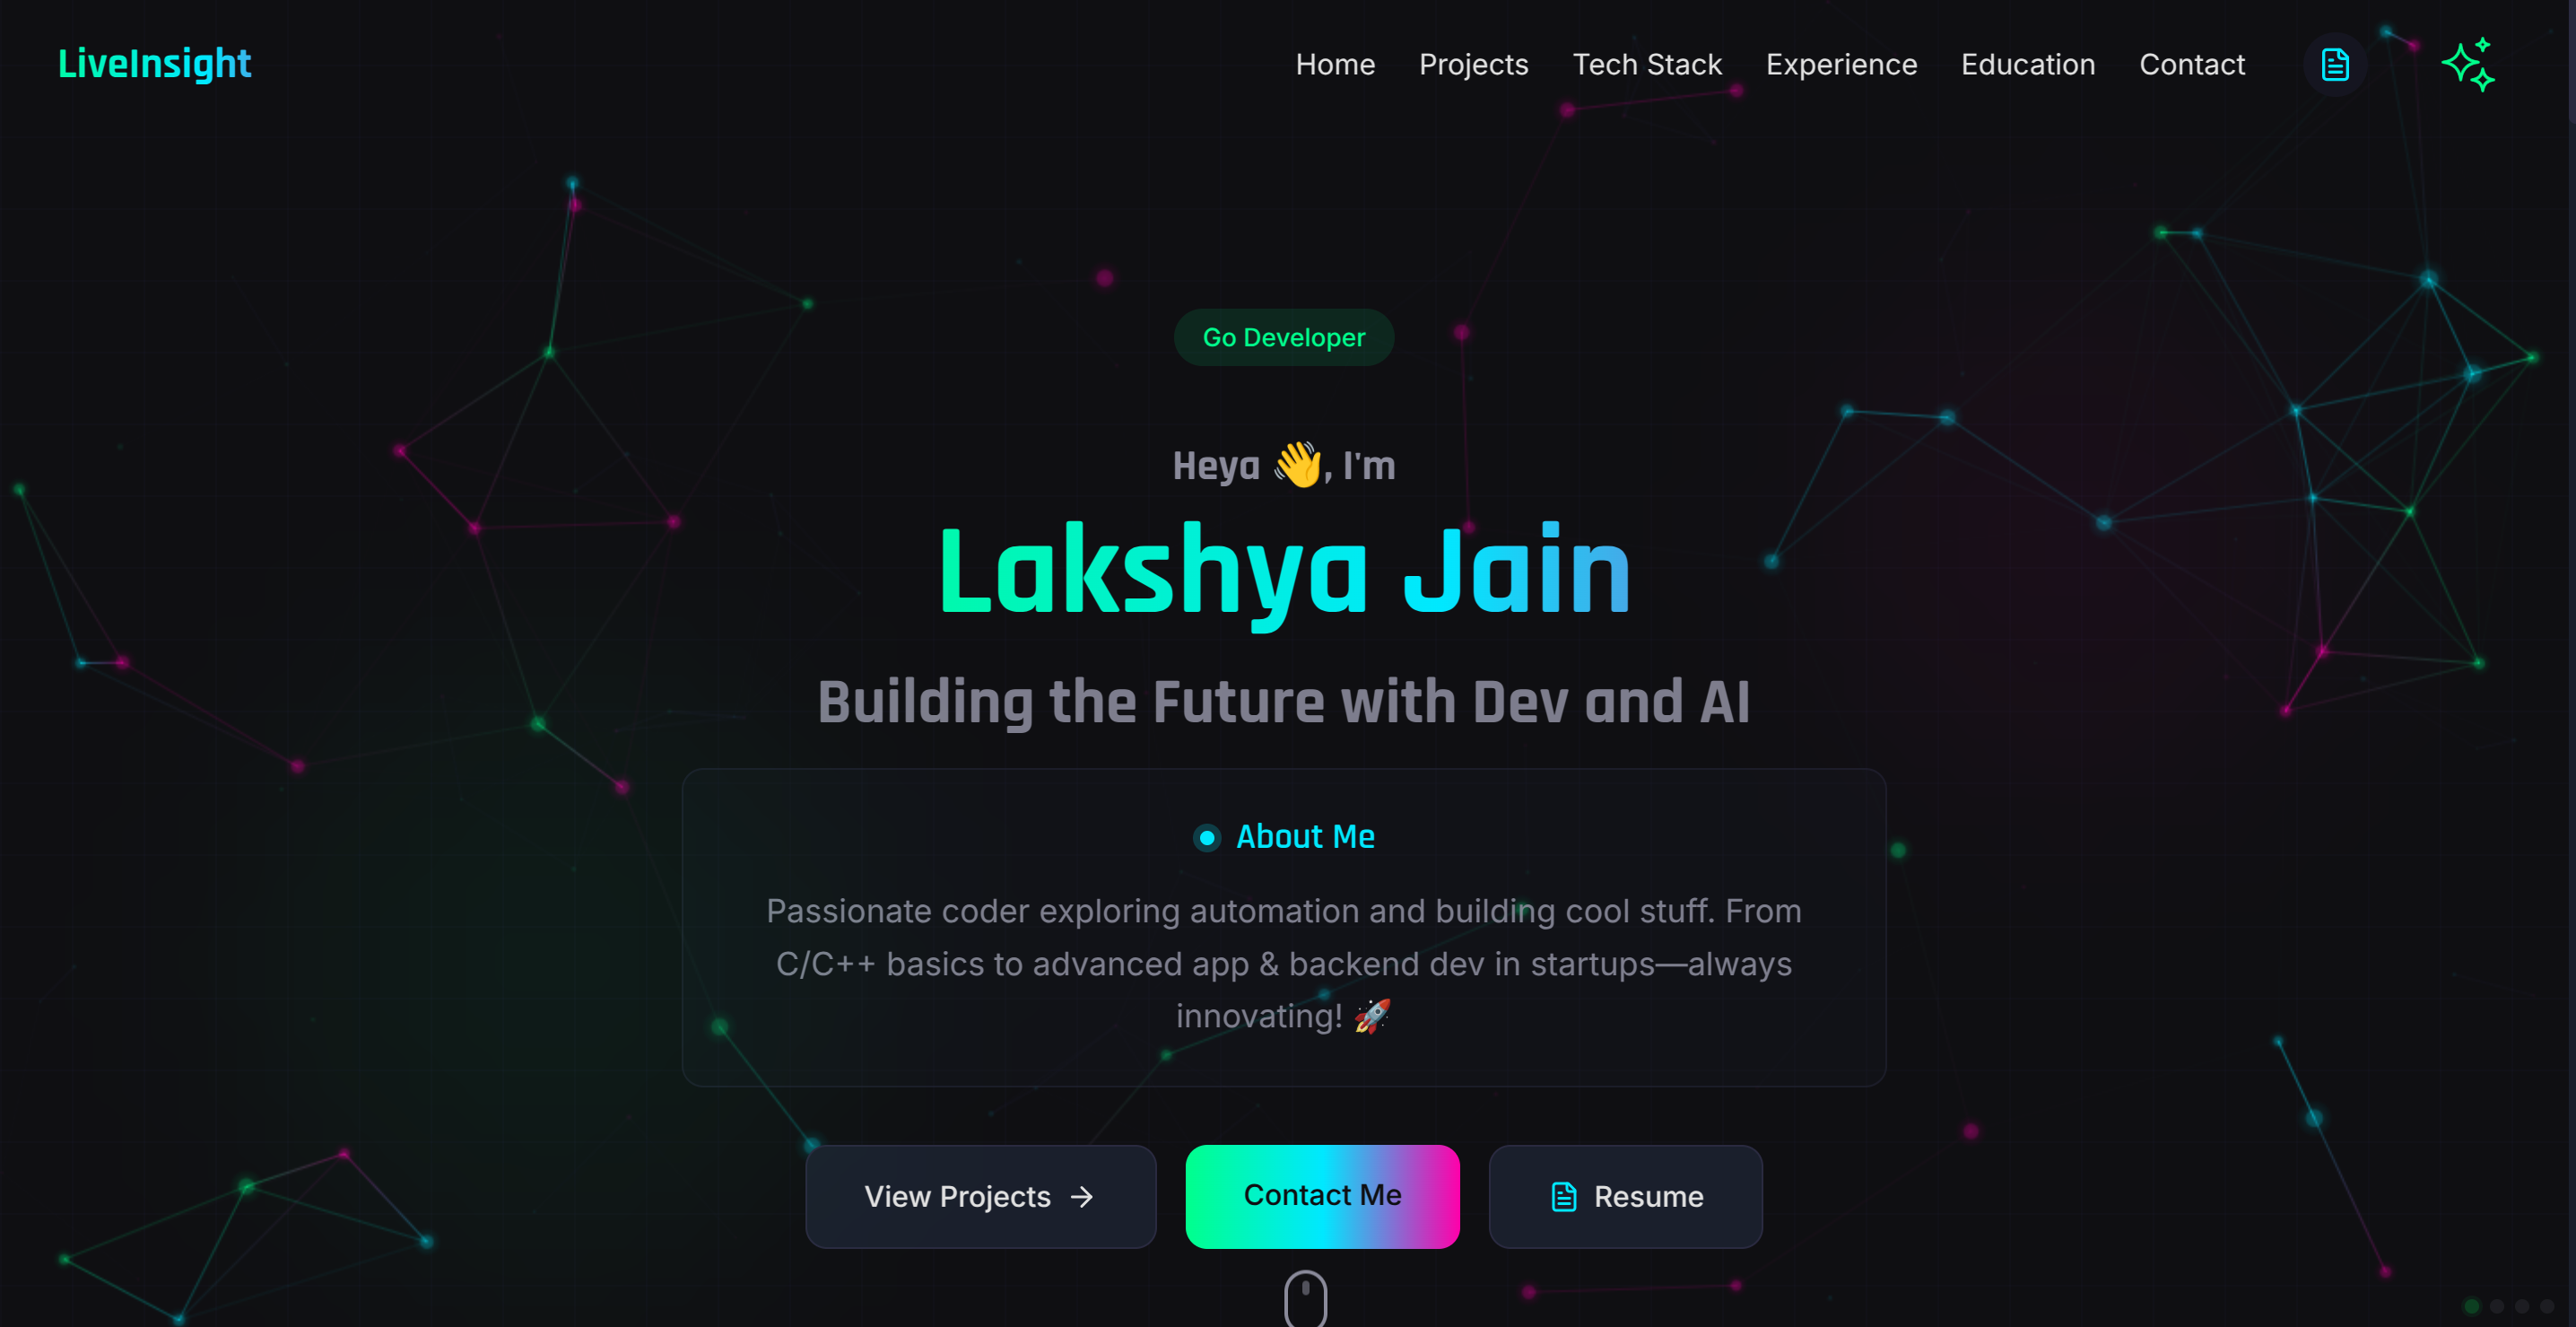 LiveInsight
Home Projects Tech Stack Experience Education Contact
Go Developer
Heya 👋, I'm
Lakshya Jain
Building the Future with Dev and AI
About Me
Passionate coder exploring automation and building cool stuff. From
C/C++ basics to advanced app & backend dev in startups—always
innovating! 🚀
View Projects → Contact Me Resume